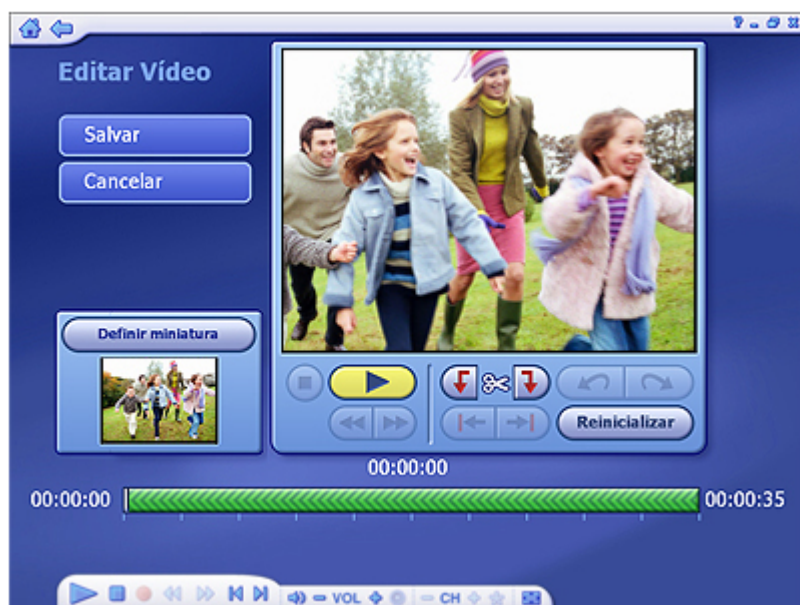 Editar Vídeo
Salvar
Cancelar
Definir miniatura
Reinicializar
00:00:00
00:00:00
00:00:35
VOL
CH